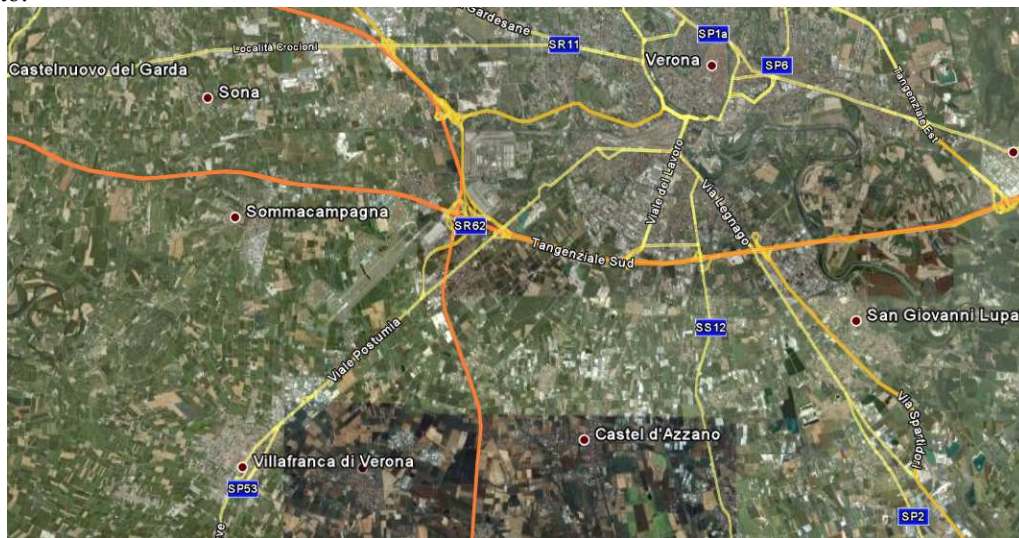 Gardesane
SP1a
SR11
Località Crocioni
Verona
SP6
Castelnuovo del Garda
Sona
Tangenziale Est
Viale del Lavoro
Via Legnago
Sommacampagna
SR62
Tangenziale Sud
San Giovanni Lupa
SS12
Viale Postumia
Via Spartidori
Castel d'Azzano
Villafranca di Verona
SP53
SP2